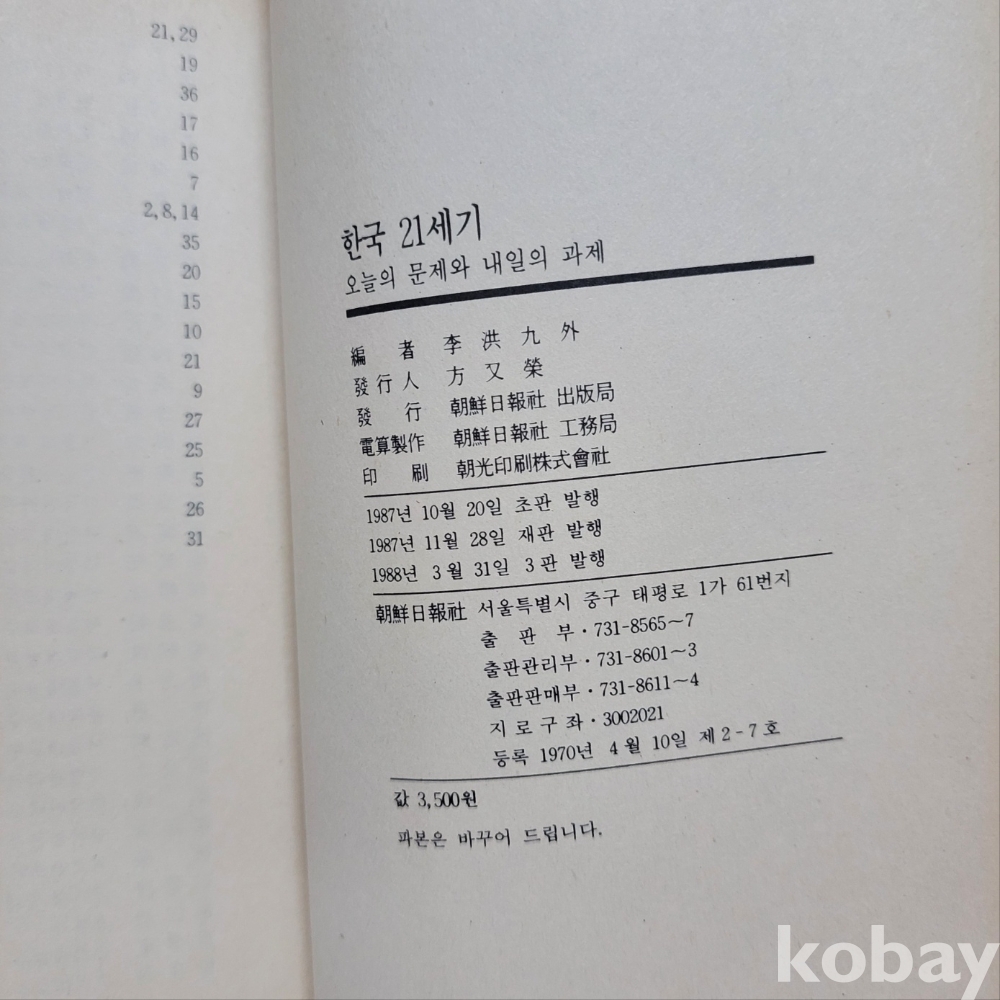 21, 29
19
36
17
16
7
2, 8, 14
35
20
15
10
21
9
27
25
5
26
31
한국 21세기
오늘의 문제와 내일의 과제
編 者 李 洪 九 外
發行人 方 又 榮
發 行 朝鮮日報社 出版局
電算製作 朝鮮日報社 工務局
印 刷 朝光印刷株式會社
1987년 10월 20일 초판 발행
1987년 11월 28일 재판 발행
1988년 3월 31일 3판 발행
朝鮮日報社 서울특별시 중구 태평로 1가 61번지
출 판 부・731-8565~7
출판관리부・731-8601~3
출판판매부・731-8611~4
지로구좌・3002021
등록 1970년 4월 10일 제2-7호
값 3,500원
파본은 바꾸어 드립니다.
kobay